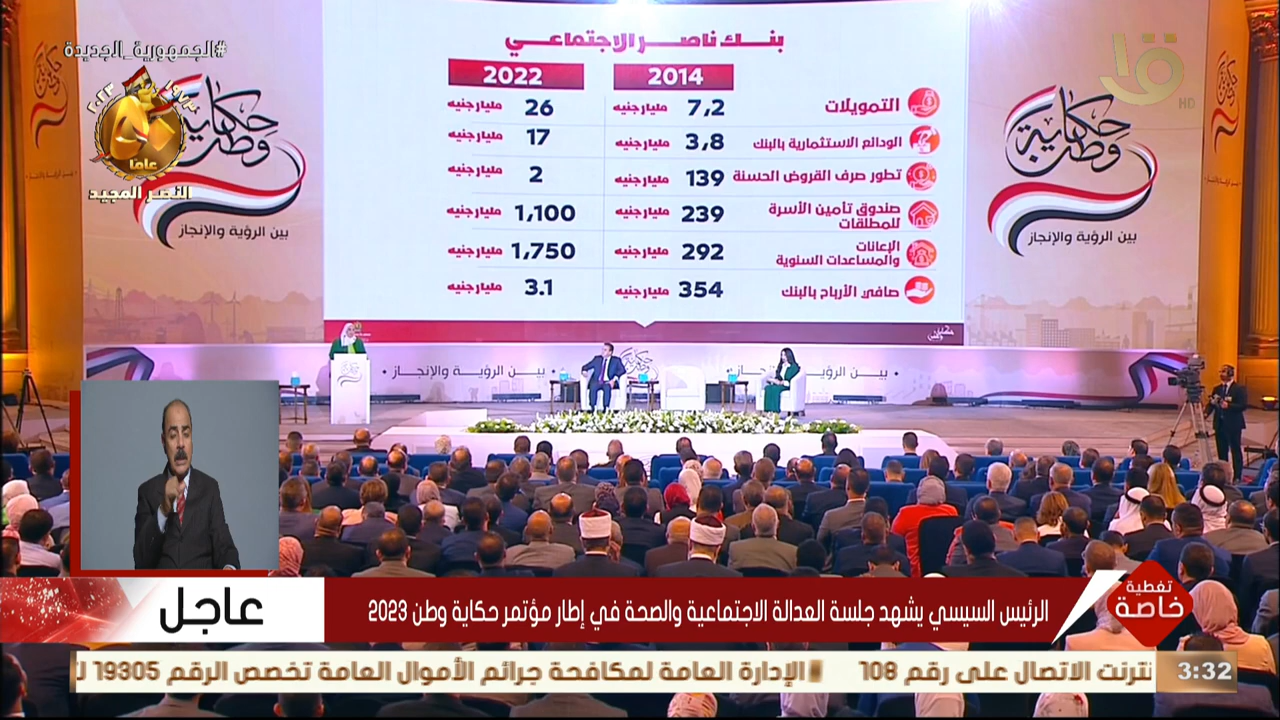 #الجمهورية_الجديدة
عامًا
النصر المجيد
HD
حكاية وطن
بين الرؤية والإنجاز
بنك ناصر الاجتماعي
2014 2022
التمويلات 7,2 مليار جنيه 26 مليار جنيه
الودائع الاستثمارية بالبنك 3,8 مليار جنيه 17 مليار جنيه
تطور صرف القروض الحسنة 139 مليار جنيه 2 مليار جنيه
صندوق تأمين الأسرة للمطلقات 239 مليار جنيه 1,100 مليار جنيه
الإعانات والمساعدات السنوية 292 مليار جنيه 1,750 مليار جنيه
صافي الأرباح بالبنك 354 مليار جنيه 3.1 مليار جنيه
حكاية وطن
بين الرؤية والإنجاز
• بين الرؤية والإنجاز •
تغطية
خاصة
الرئيس السيسي يشهد جلسة العدالة الاجتماعية والصحة في إطار مؤتمر حكاية وطن 2023
عاجل
نترنت الاتصال على رقم 108 الإدارة العامة لمكافحة جرائم الأموال العامة تخصص الرقم 19305 ل
3:32